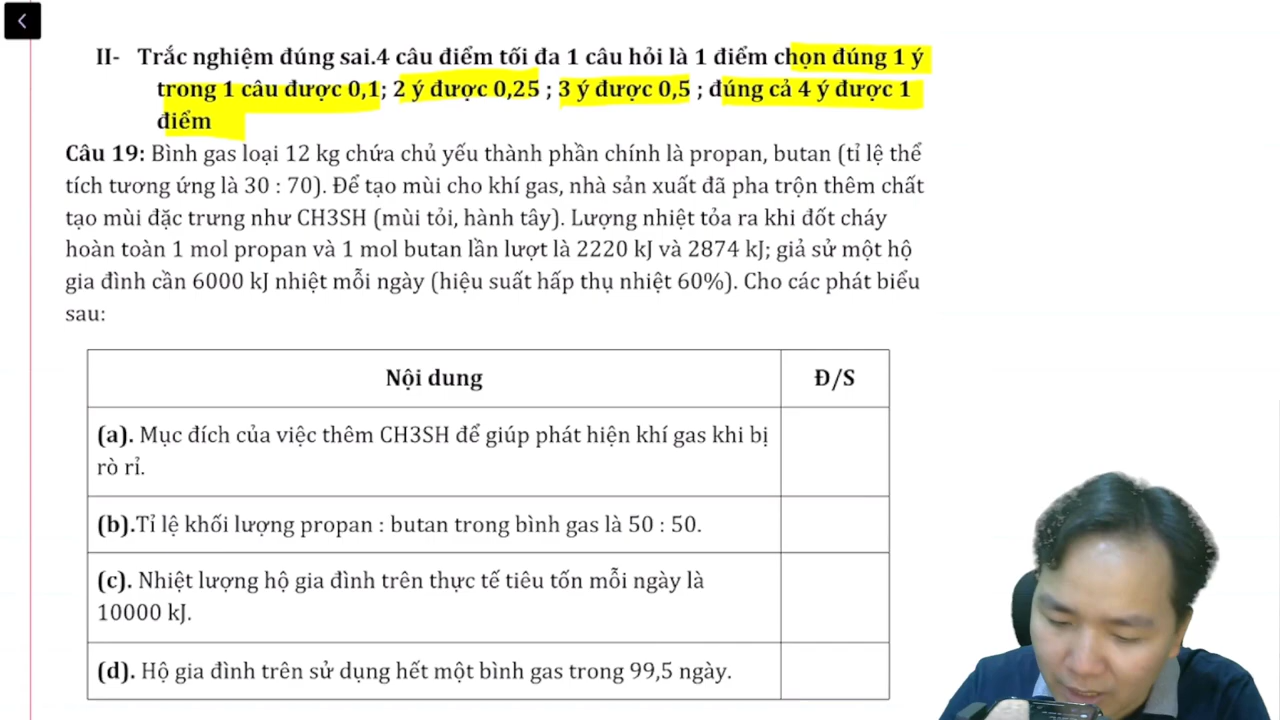 II- Trắc nghiệm đúng sai.4 câu điểm tối đa 1 câu hỏi là 1 điểm chọn đúng 1 ý
trong 1 câu được 0,1; 2 ý được 0,25 ; 3 ý được 0,5 ; đúng cả 4 ý được 1
điểm
Câu 19: Bình gas loại 12 kg chứa chủ yếu thành phần chính là propan, butan (tỉ lệ thể
tích tương ứng là 30 : 70). Để tạo mùi cho khí gas, nhà sản xuất đã pha trộn thêm chất
tạo mùi đặc trưng như CH3SH (mùi tỏi, hành tây). Lượng nhiệt tỏa ra khi đốt cháy
hoàn toàn 1 mol propan và 1 mol butan lần lượt là 2220 kJ và 2874 kJ; giả sử một hộ
gia đình cần 6000 kJ nhiệt mỗi ngày (hiệu suất hấp thụ nhiệt 60%). Cho các phát biểu
sau:
Nội dung Đ/S
(a). Mục đích của việc thêm CH3SH để giúp phát hiện khí gas khi bị
rò rỉ.
(b).Tỉ lệ khối lượng propan : butan trong bình gas là 50 : 50.
(c). Nhiệt lượng hộ gia đình trên thực tế tiêu tốn mỗi ngày là
10000 kJ.
(d). Hộ gia đình trên sử dụng hết một bình gas trong 99,5 ngày.